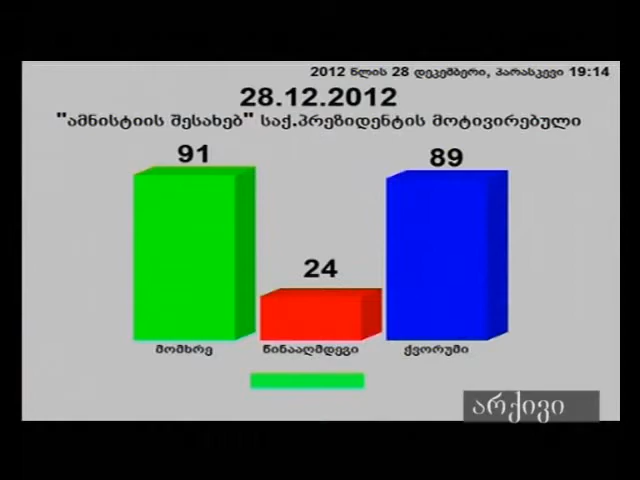 2012 წლის 28 დეკემბერი, პარასკევი 19:14
28.12.2012
"ამნისტიის შესახებ" საქ.პრეზიდენტის მოტივირებული
91
24
89
მომხრე
წინააღმდეგი
ქვორუმი
არქივი